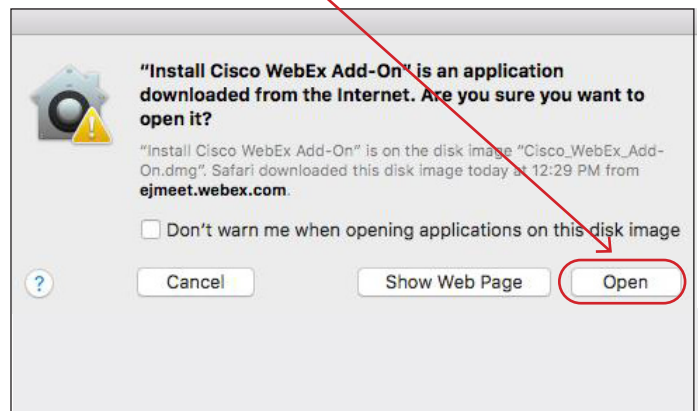 “Install Cisco WebEx Add-On” is an application
downloaded from the Internet. Are you sure you want to
open it?
“Install Cisco WebEx Add-On” is on the disk image “Cisco_WebEx_Add-
On.dmg”. Safari downloaded this disk image today at 12:29 PM from
ejmeet.webex.com.
Don’t warn me when opening applications on this disk image
? Cancel Show Web Page Open